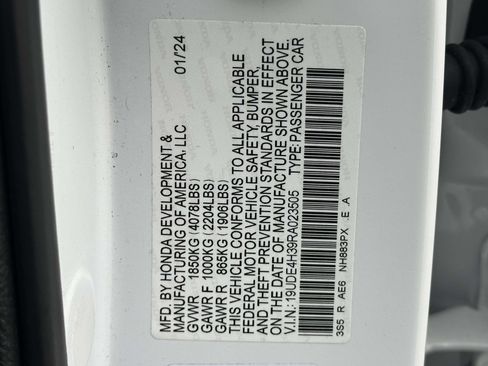 01/'24
MFD. BY HONDA DEVELOPMENT &
MANUFACTURING OF AMERICA, LLC.
GVWR 1850KG (4078LBS)
GAWR F 1000KG (2204LBS)
GAWR R 865KG (1906LBS)
THIS VEHICLE CONFORMS TO ALL APPLICABLE
FEDERAL MOTOR VEHICLE SAFETY, BUMPER,
AND THEFT PREVENTION STANDARDS IN EFFECT
ON THE DATE OF MANUFACTURE SHOWN ABOVE.
V.I.N.: 19UDE4H39RA023505 TYPE: PASSENGER CAR
3S5 R AE6 NH883PX .E .A